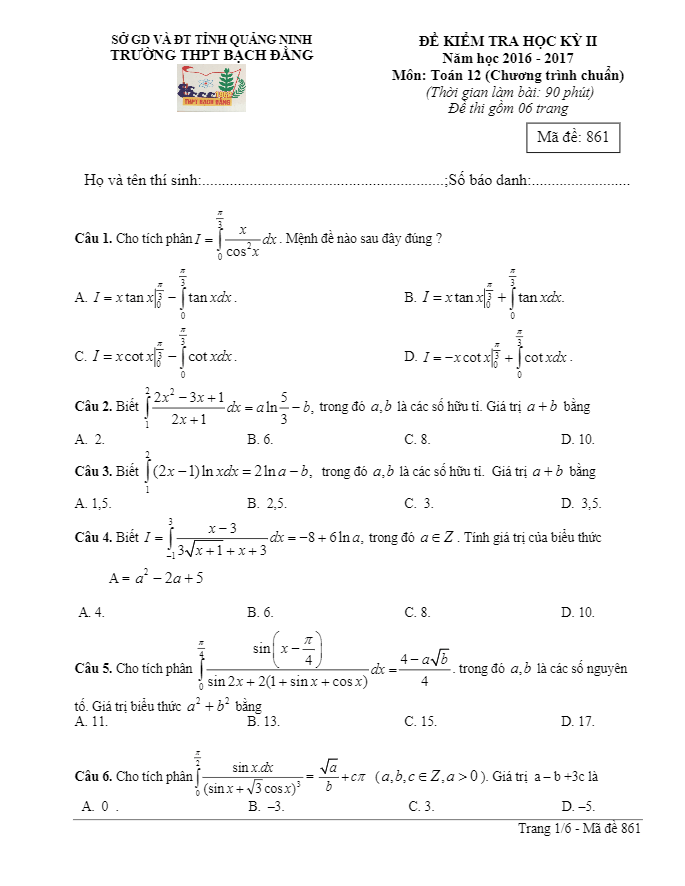 SỞ GD VÀ ĐT TỈNH QUẢNG NINH
TRƯỜNG THPT BẠCH ĐẰNG
THPT BẠCH ĐẰNG
ĐỀ KIỂM TRA HỌC KỲ II
Năm học 2016 - 2017
Môn: Toán 12 (Chương trình chuẩn)
(Thời gian làm bài: 90 phút)
Đề thi gồm 06 trang
Mã đề: 861
Họ và tên thí sinh:..............................................................;Số báo danh:.........................
Câu 1. Cho tích phân $I = \int_0^{\frac{\pi}{3}} \frac{x}{\cos^2 x} dx$. Mệnh đề nào sau đây đúng ?
A. $I = x\tan x|_0^{\frac{\pi}{3}} - \int_0^{\frac{\pi}{3}} \tan xdx$. B. $I = x\tan x|_0^{\frac{\pi}{3}} + \int_0^{\frac{\pi}{3}} \tan xdx.$
C. $I = x\cot x|_0^{\frac{\pi}{3}} - \int_0^{\frac{\pi}{3}} \cot xdx$. D. $I = -x\cot x|_0^{\frac{\pi}{3}} + \int_0^{\frac{\pi}{3}} \cot xdx$.
Câu 2. Biết $\int_1^2 \frac{2x^2-3x+1}{2x+1} dx = a\ln\frac{5}{3} - b,$ trong đó $a,b$ là các số hữu tỉ. Giá trị $a+b$ bằng
A. 2. B. 6. C. 8. D. 10.
Câu 3. Biết $\int_1^2 (2x-1)\ln xdx = 2\ln a - b,$ trong đó $a,b$ là các số hữu tỉ. Giá trị $a+b$ bằng
A. 1,5. B. 2,5. C. 3. D. 3,5.
Câu 4. Biết $I = \int_{-1}^3 \frac{x-3}{3\sqrt{x+1}+x+3} dx = -8+6\ln a,$ trong đó $a \in Z$. Tính giá trị của biểu thức
A = $a^2-2a+5$
A. 4. B. 6. C. 8. D. 10.
Câu 5. Cho tích phân $\int_0^{\frac{\pi}{4}} \frac{\sin\left(x-\frac{\pi}{4}\right)}{\sin 2x+2(1+\sin x+\cos x)} dx = \frac{4-a\sqrt{b}}{4}$. trong đó $a,b$ là các số nguyên
tố. Giá trị biểu thức $a^2+b^2$ bằng
A. 11. B. 13. C. 15. D. 17.
Câu 6. Cho tích phân $\int_0^{\frac{\pi}{2}} \frac{\sin x.dx}{(\sin x+\sqrt{3}\cos x)^3} = \frac{\sqrt{a}}{b}+c\pi$ $(a,b,c \in Z,a>0)$. Giá trị a – b +3c là
A. 0 . B. –3. C. 3. D. –5.
Trang 1/6 - Mã đề 861